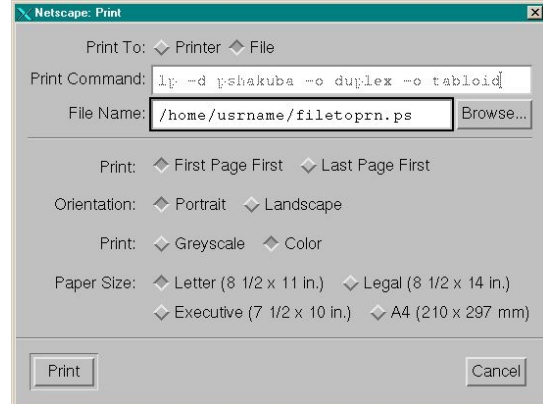 Netscape: Print
Print To: Printer File
Print Command: lp -d pshakuba -o duplex -o tabloid
File Name: /home/usrname/filetoprn.ps Browse...
Print: First Page First Last Page First
Orientation: Portrait Landscape
Print: Greyscale Color
Paper Size: Letter (8 1/2 x 11 in.) Legal (8 1/2 x 14 in.)
Executive (7 1/2 x 10 in.) A4 (210 x 297 mm)
Print Cancel